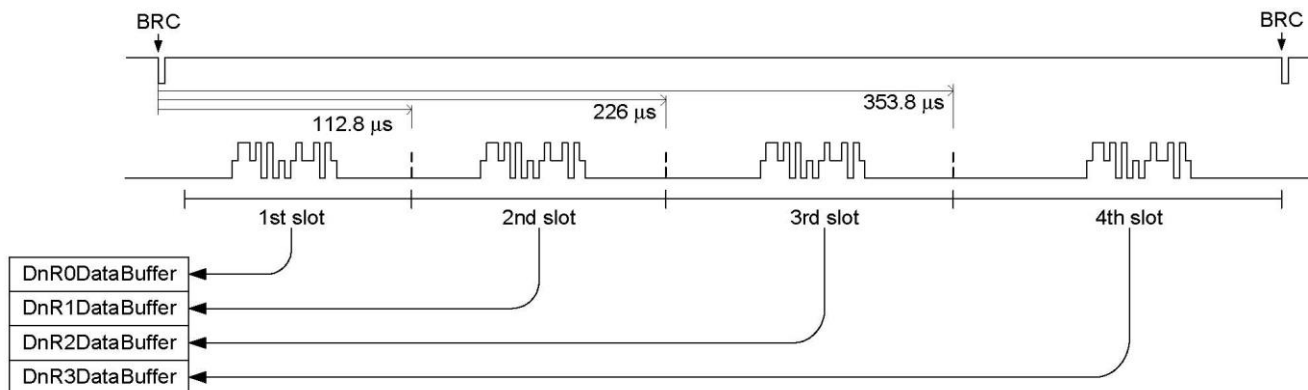 BRC BRC
353.8 µs
226 µs
112.8 µs
1st slot 2nd slot 3rd slot 4th slot
DnR0DataBuffer
DnR1DataBuffer
DnR2DataBuffer
DnR3DataBuffer